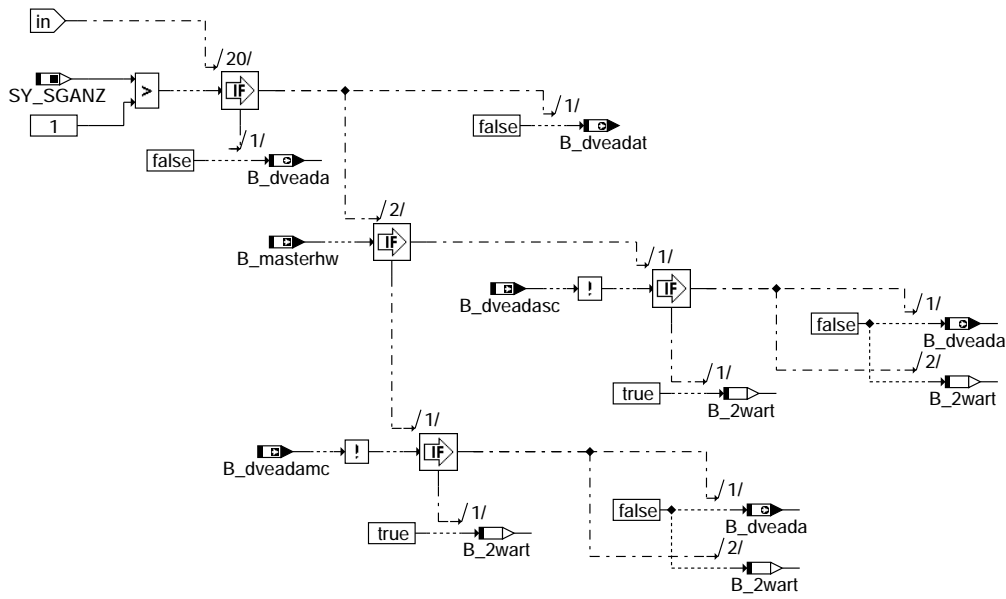 in
/20/
SY_SGANZ
>
IF
1
/1/
false
B_dveada
/1/
false
B_dveadat
/2/
B_masterhw
IF
/1/
B_dveadasc
!
IF
/1/
false
B_dveada
/2/
B_2wart
/1/
true
B_2wart
/1/
B_dveadamc
!
IF
/1/
false
B_dveada
/2/
B_2wart
/1/
true
B_2wart